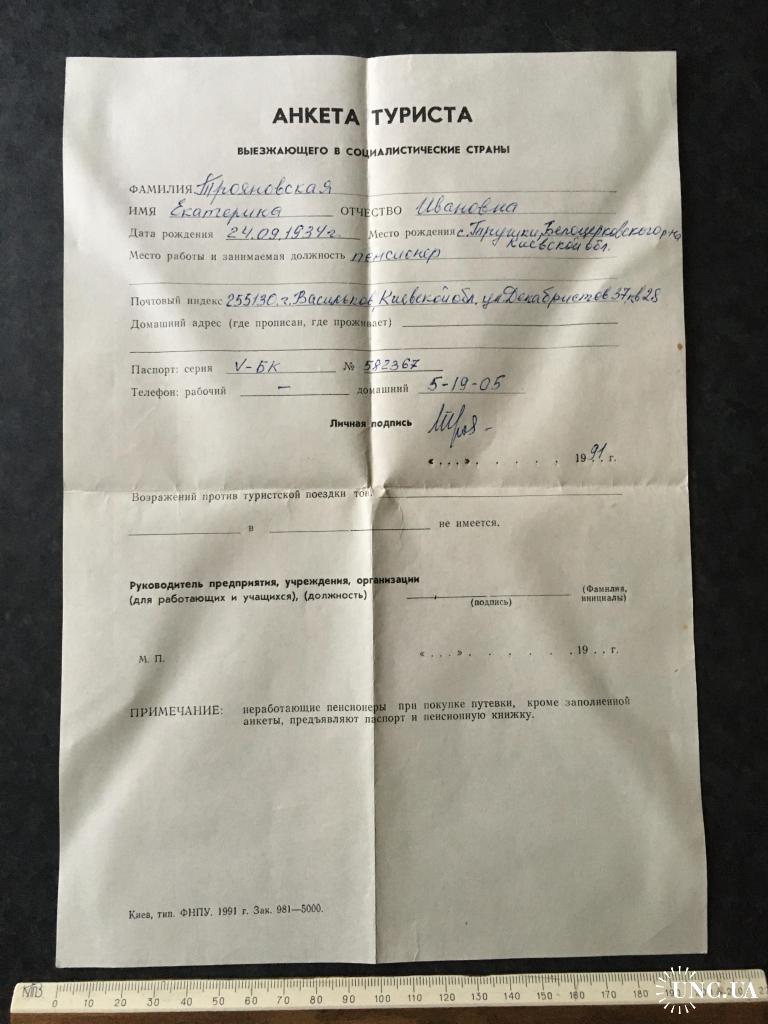 АНКЕТА ТУРИСТА
ВЫЕЗЖАЮЩЕГО В СОЦИАЛИСТИЧЕСКИЕ СТРАНЫ
ФАМИЛИЯ Трояновская
ИМЯ Екатерина ОТЧЕСТВО Ивановна
Дата рождения 24.09.1934г. Место рождения с. Трушки, Белоцерковского р-на
Киевской обл.
Место работы и занимаемая должность пенсионер
Почтовый индекс 255130. г. Васильков, Киевской обл., ул Декабристов 37 кв 28
Домашний адрес (где прописан, где проживает)
Паспорт: серия V-БК № 582367
Телефон: рабочий — домашний 5-19-05
Личная подпись
«...». . . . . . 1991. г.
Возражений против туристской поездки тов.
в не имеется.
Руководитель предприятия, учреждения, организации
(для работающих и учащихся), (должность) (подпись) (Фамилия, инициалы)
М. П. «...». . . . . . 19 . . г.
ПРИМЕЧАНИЕ: неработающие пенсионеры при покупке путевки, кроме заполненной
анкеты, предъявляют паспорт и пенсионную книжку.
Киев, тип. ФНПУ. 1991 г. Зак. 981—5000.
0 10 20 30 40 50 60 70 80 90 100 110 120 130 140 150 160 170 180 190
UNC.UA